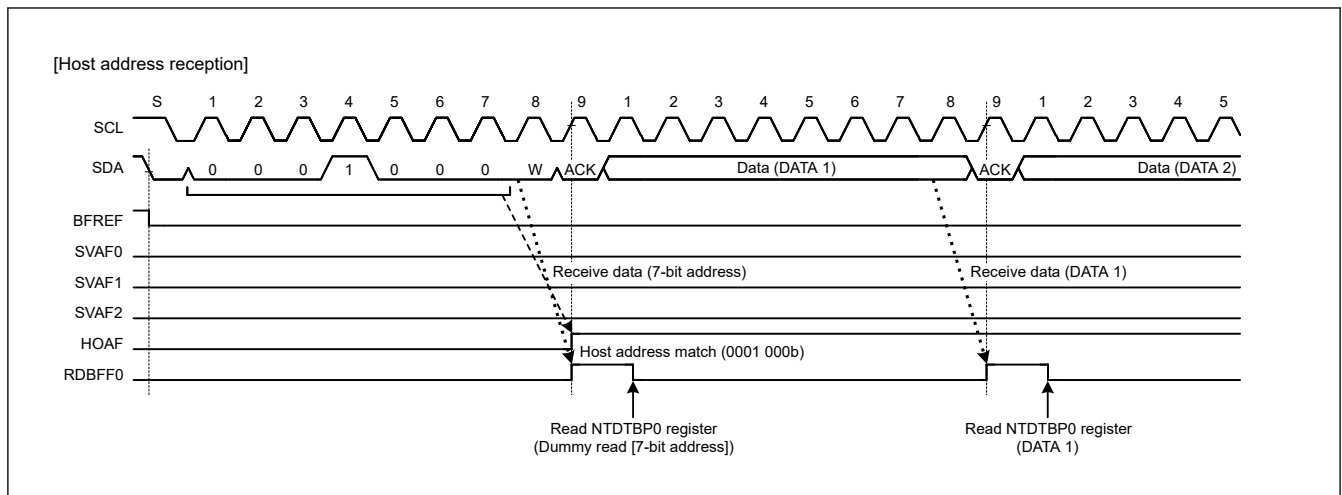 [Host address reception]
S 1 2 3 4 5 6 7 8 9 1 2 3 4 5 6 7 8 9 1 2 3 4 5
SCL
SDA 0 0 0 1 0 0 0 W ACK Data (DATA 1) ACK Data (DATA 2)
BFREF
SVAF0
Receive data (7-bit address) Receive data (DATA 1)
SVAF1
SVAF2
HOAF
Host address match (0001 000b)
RDBFF0
Read NTDTBP0 register
(Dummy read [7-bit address])
Read NTDTBP0 register
(DATA 1)